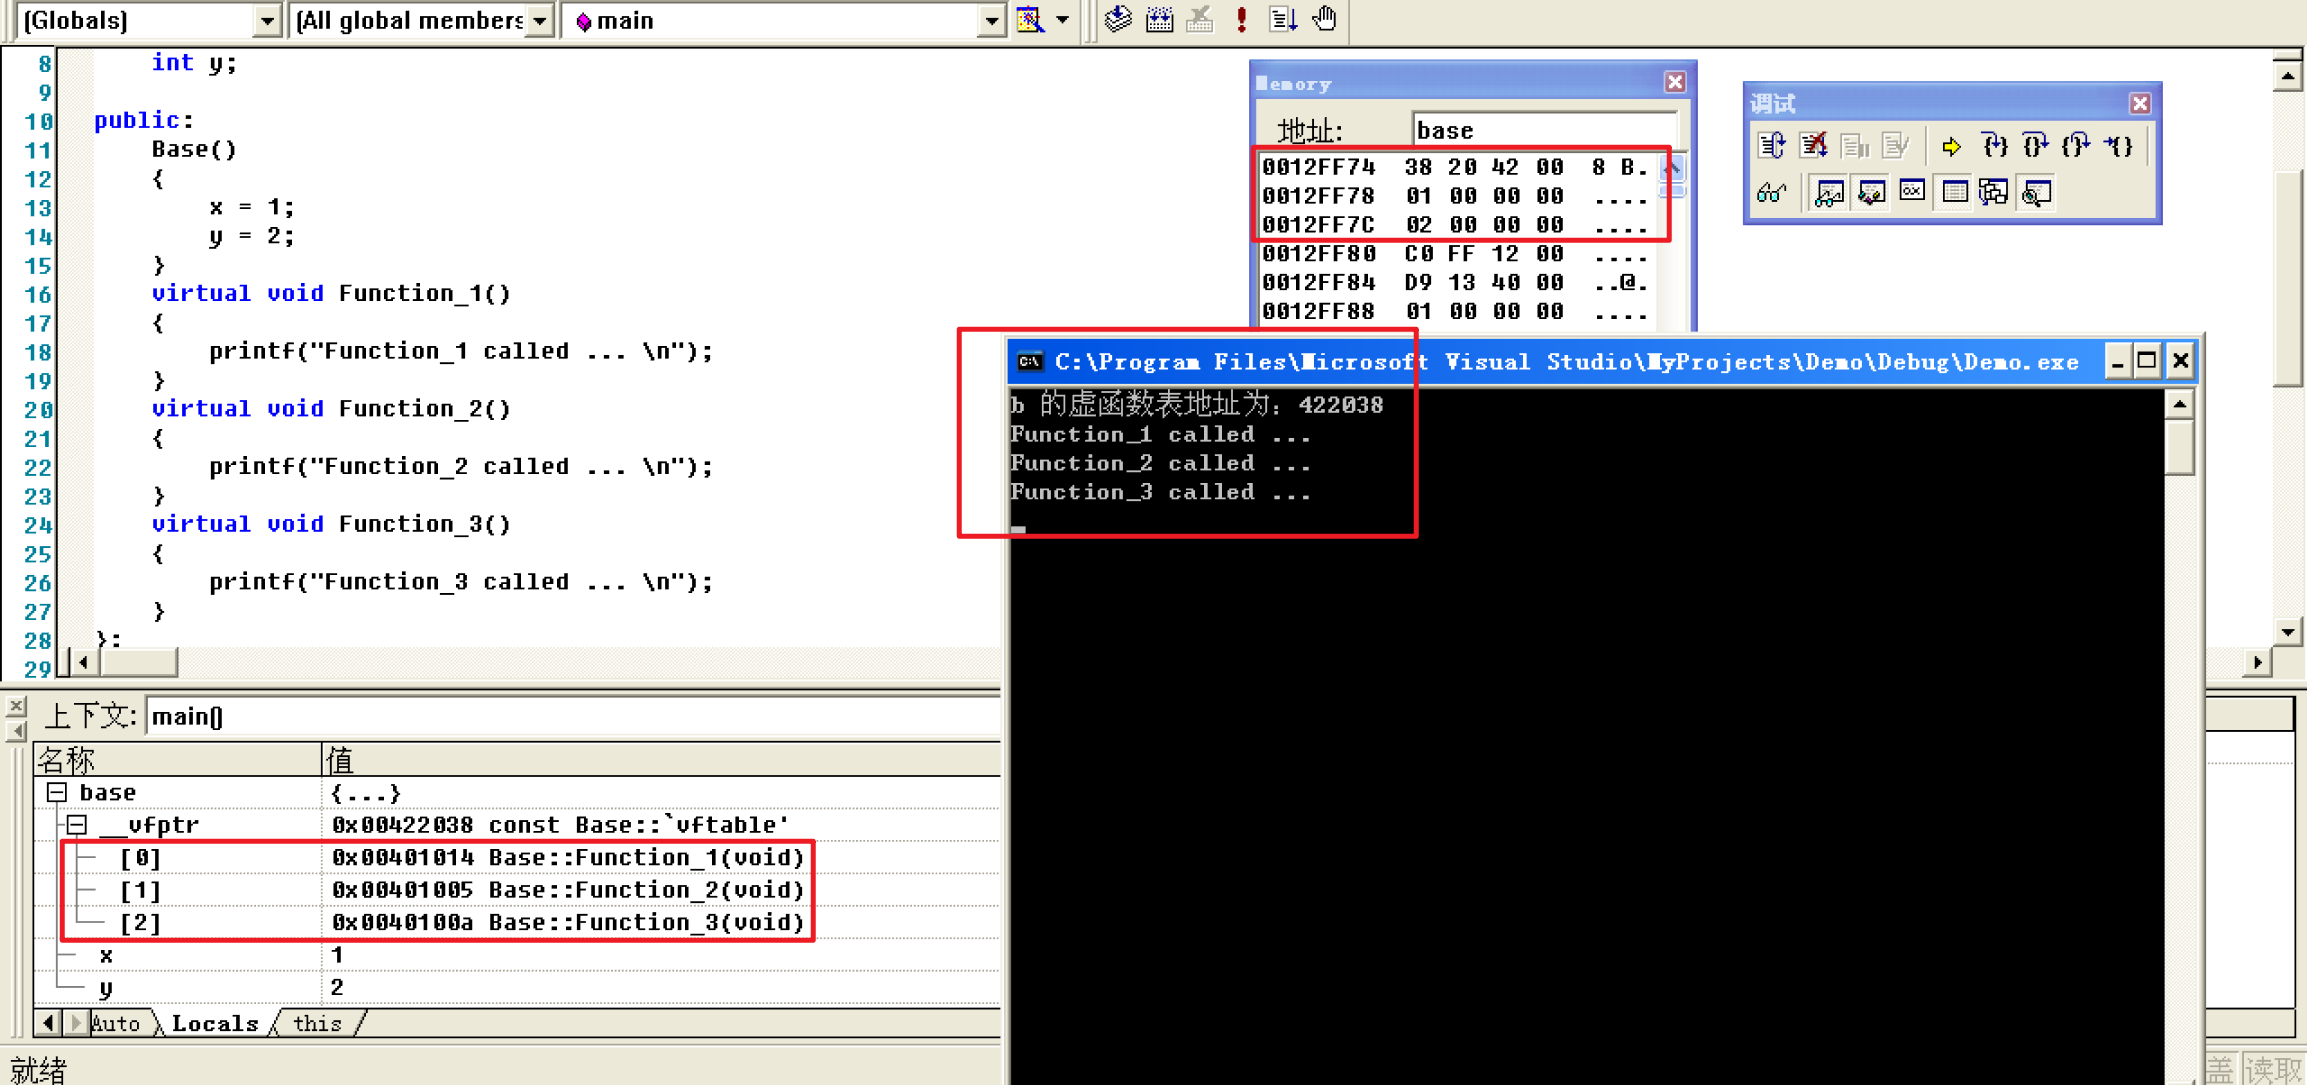 (Globals) (All global members main
8 int y;
9
10 public:
11 Base()
12 {
13 x = 1;
14 y = 2;
15 }
16 virtual void Function_1()
17 {
18 printf("Function_1 called ... \n");
19 }
20 virtual void Function_2()
21 {
22 printf("Function_2 called ... \n");
23 }
24 virtual void Function_3()
25 {
26 printf("Function_3 called ... \n");
27 }
28 };
29
Memory
地址: base
0012FF74 38 20 42 00 8 B.
0012FF78 01 00 00 00 ....
0012FF7C 02 00 00 00 ....
0012FF80 C0 FF 12 00 ....
0012FF84 D9 13 40 00 ..@.
0012FF88 01 00 00 00 ....
调试
C:\Program Files\Microsoft Visual Studio\MyProjects\Demo\Debug\Demo.exe
b 的虚函数表地址为: 422038
Function_1 called ...
Function_2 called ...
Function_3 called ...
上下文: main()
名称 值
base {...}
__vfptr 0x00422038 const Base::`vftable'
[0] 0x00401014 Base::Function_1(void)
[1] 0x00401005 Base::Function_2(void)
[2] 0x0040100a Base::Function_3(void)
x 1
y 2
Auto Locals this
就绪 盖 读取